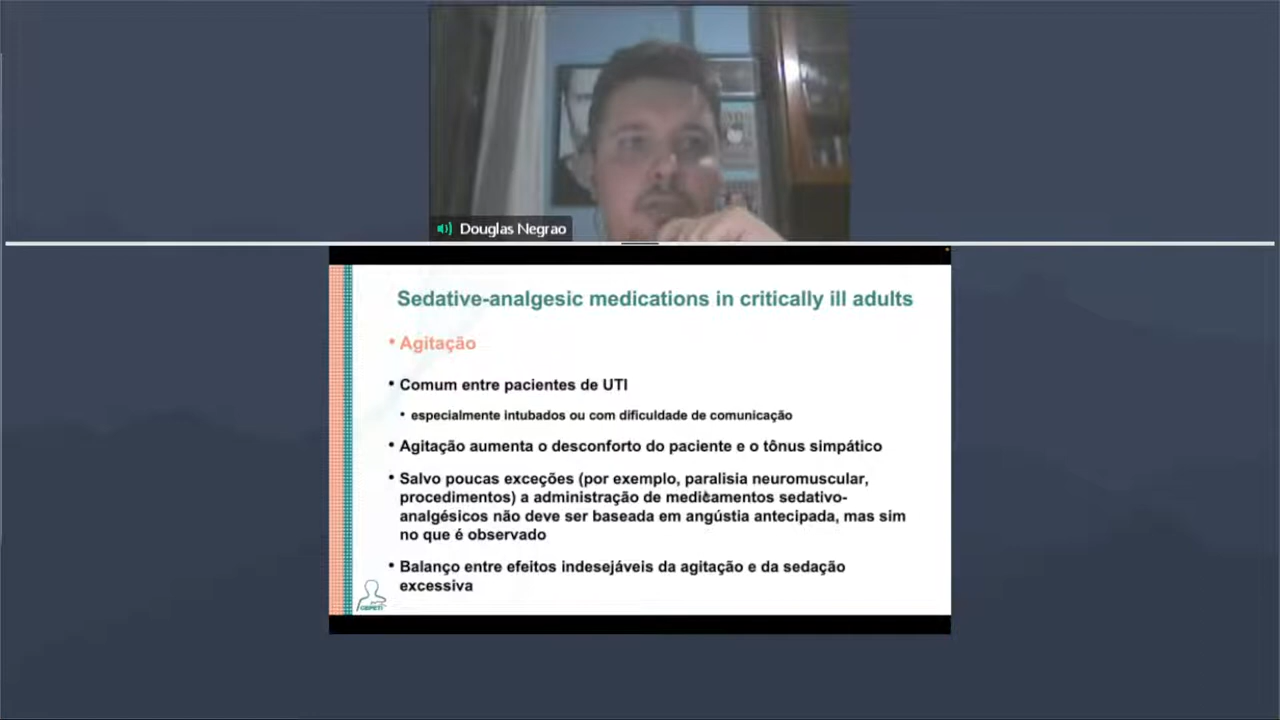 Douglas Negrao
Sedative-analgesic medications in critically ill adults
• Agitação
• Comum entre pacientes de UTI
• especialmente intubados ou com dificuldade de comunicação
• Agitação aumenta o desconforto do paciente e o tônus simpático
• Salvo poucas exceções (por exemplo, paralisia neuromuscular,
procedimentos) a administração de medicamentos sedativo-
analgésicos não deve ser baseada em angústia antecipada, mas sim
no que é observado
• Balanço entre efeitos indesejáveis da agitação e da sedação
excessiva
CEPETI